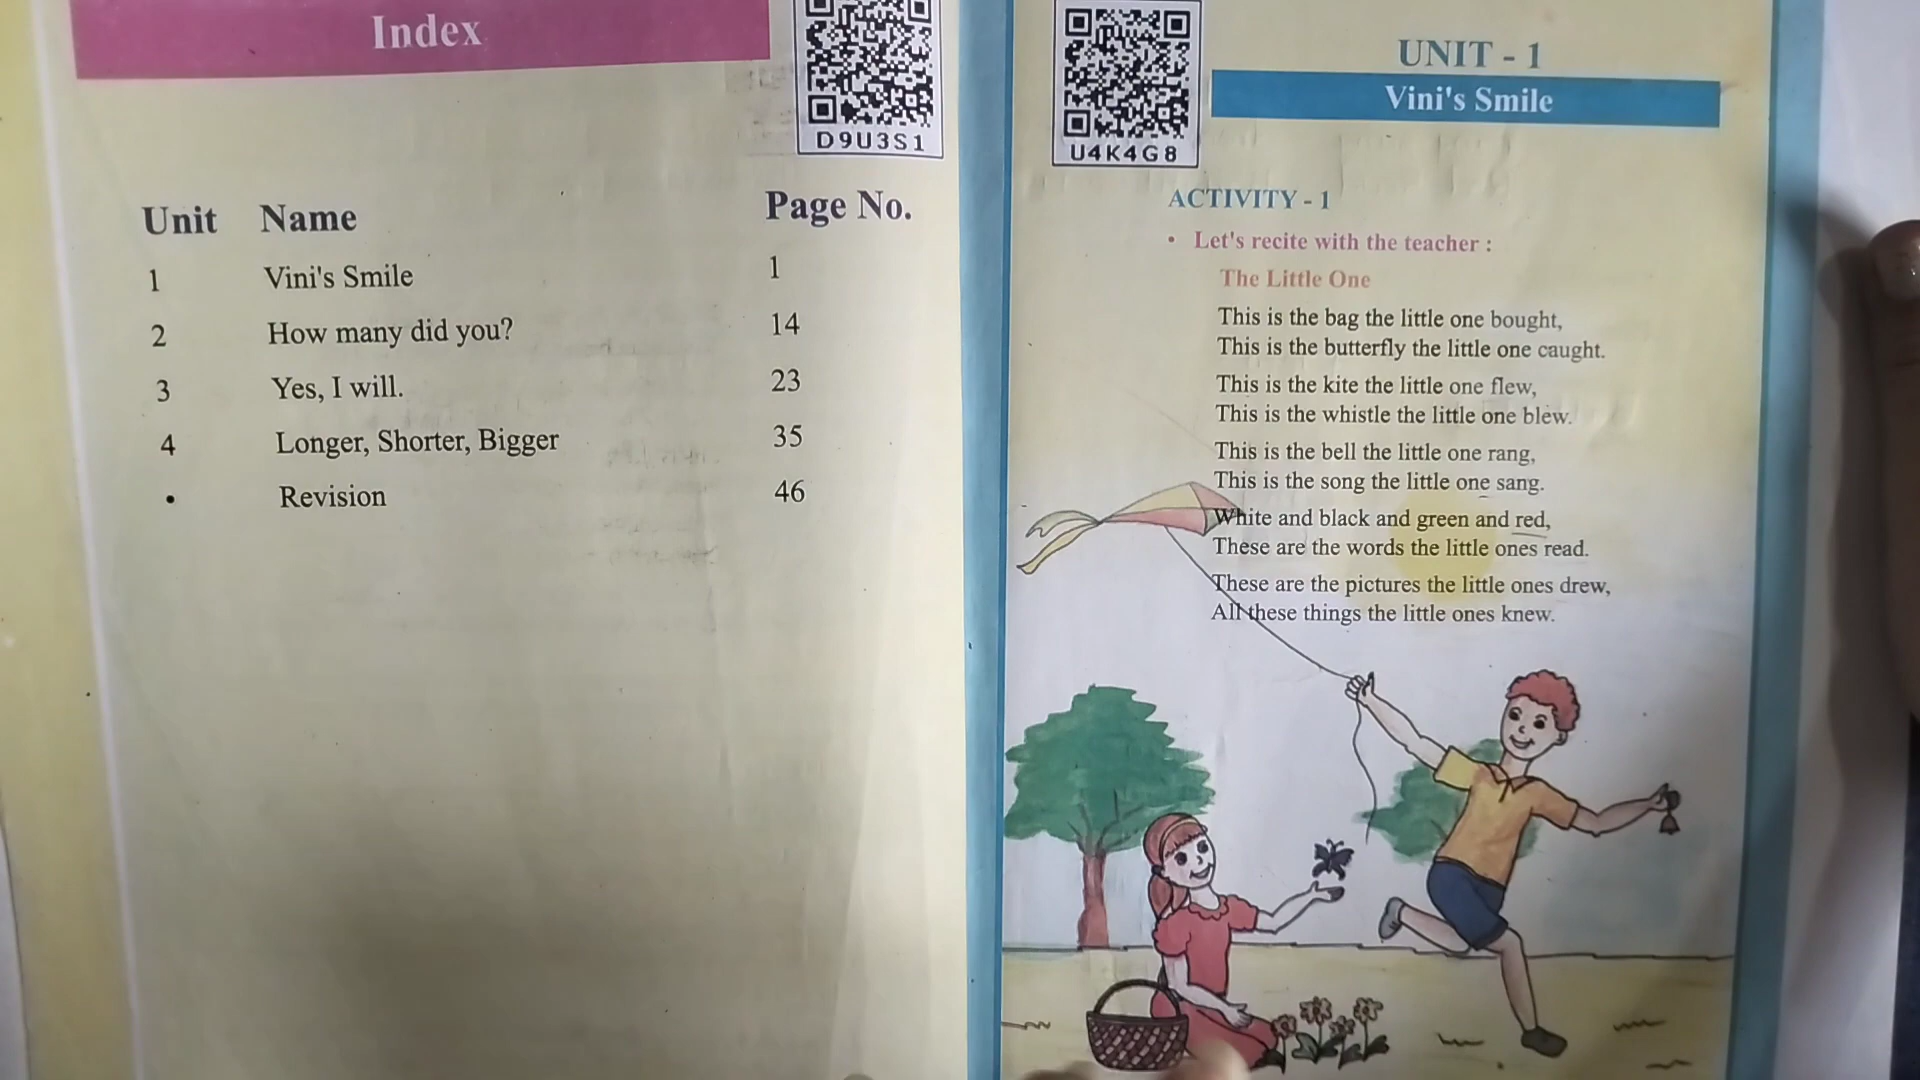 Index
D9U3S1
Unit Name Page No.
1 Vini's Smile 1
2 How many did you? 14
3 Yes, I will. 23
4 Longer, Shorter, Bigger 35
• Revision 46
U4K4G8
UNIT - 1
Vini's Smile
ACTIVITY - 1
• Let's recite with the teacher :
The Little One
This is the bag the little one bought,
This is the butterfly the little one caught.
This is the kite the little one flew,
This is the whistle the little one blew.
This is the bell the little one rang,
This is the song the little one sang.
White and black and green and red,
These are the words the little ones read.
These are the pictures the little ones drew,
All these things the little ones knew.